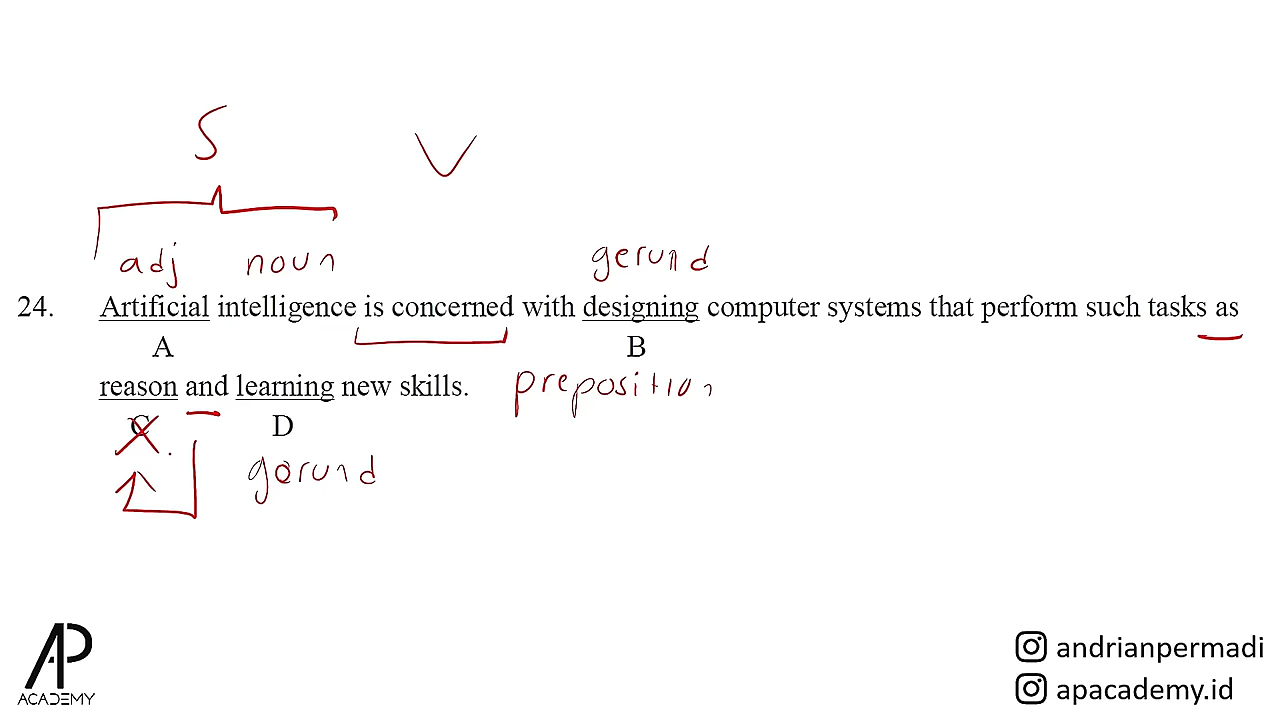 S
V
adj noun
gerund
24. Artificial intelligence is concerned with designing computer systems that perform such tasks as
A B
reason and learning new skills.
preposition
C D
gerund
AP
ACADEMY
andrianpermadi
apacademy.id